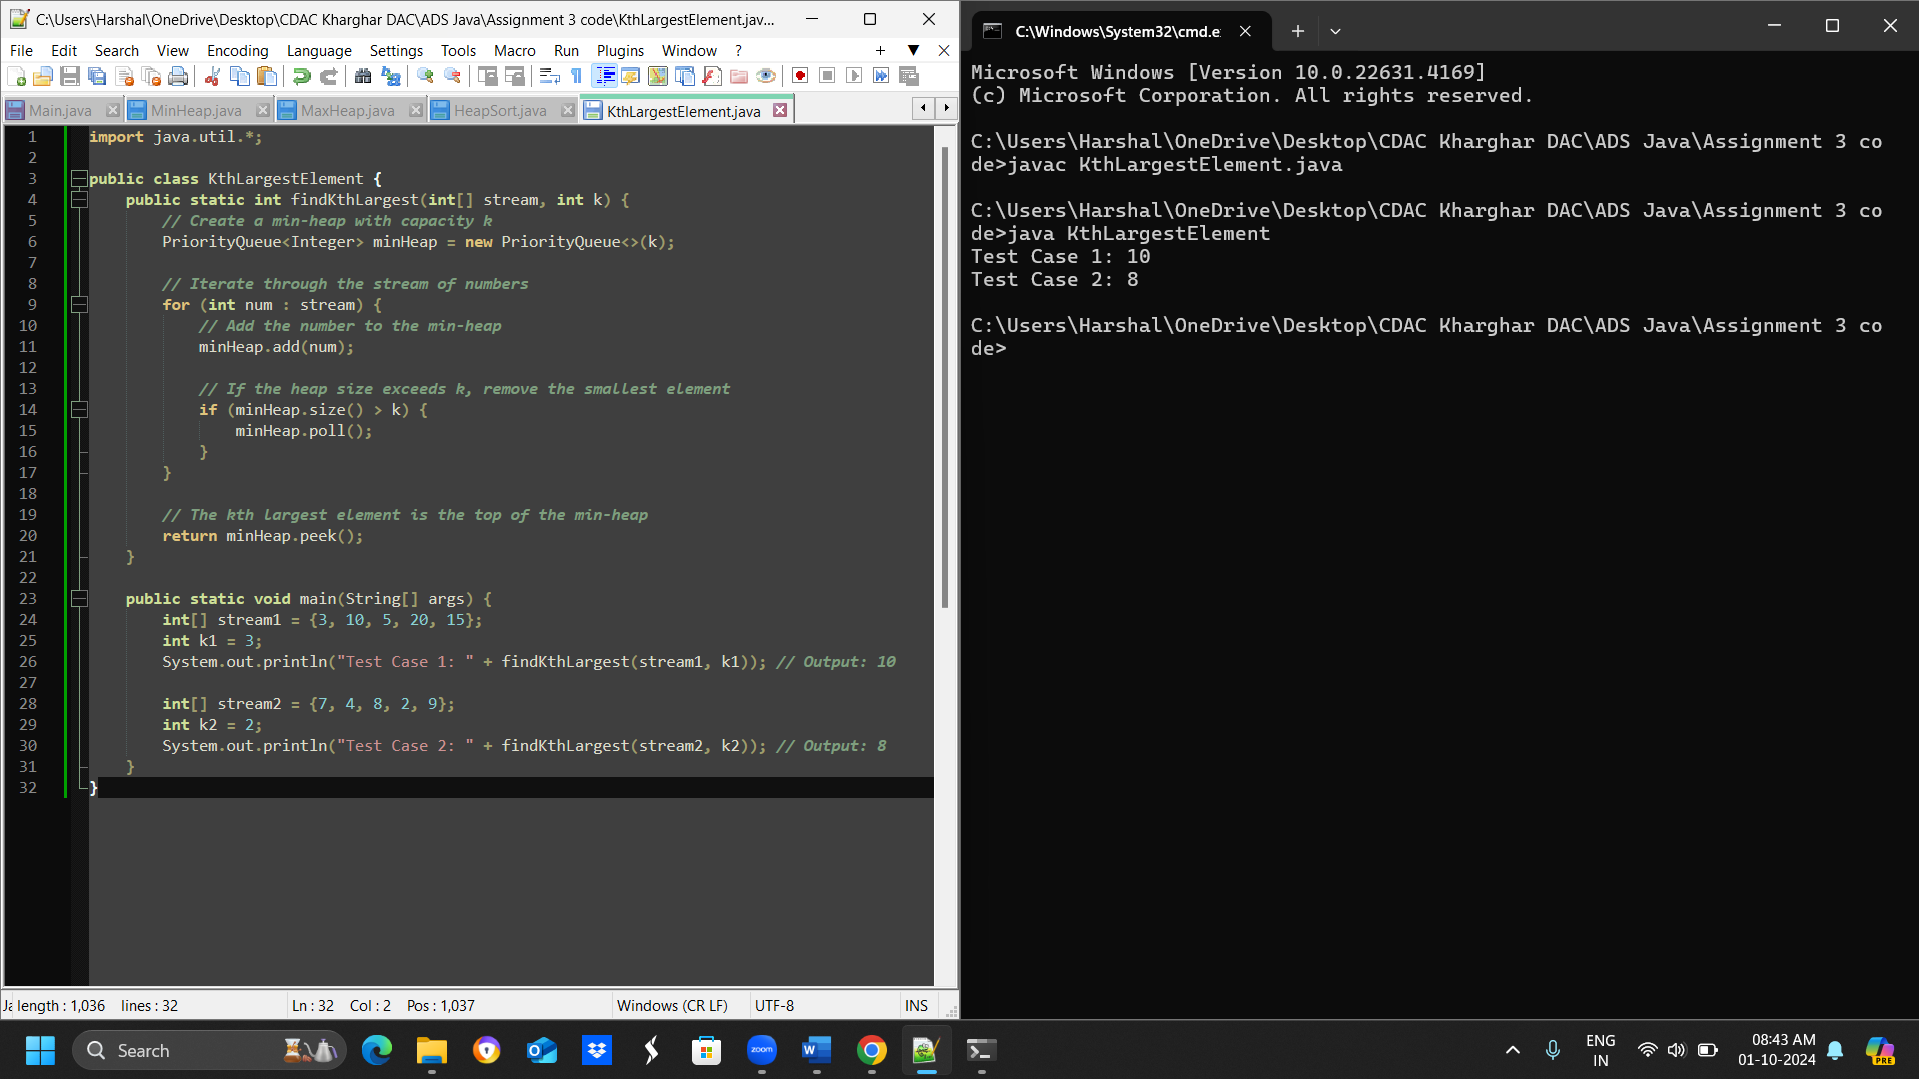 C:\Users\Harshal\OneDrive\Desktop\CDAC Kharghar DAC\ADS Java\Assignment 3 code\KthLargestElement.jav...
File Edit Search View Encoding Language Settings Tools Macro Run Plugins Window ?
Main.java MinHeap.java MaxHeap.java HeapSort.java KthLargestElement.java
1 import java.util.*;
2
3 public class KthLargestElement {
4     public static int findKthLargest(int[] stream, int k) {
5         // Create a min-heap with capacity k
6         PriorityQueue<Integer> minHeap = new PriorityQueue<>(k);
7
8         // Iterate through the stream of numbers
9         for (int num : stream) {
10             // Add the number to the min-heap
11             minHeap.add(num);
12
13             // If the heap size exceeds k, remove the smallest element
14             if (minHeap.size() > k) {
15                 minHeap.poll();
16             }
17         }
18
19         // The kth largest element is the top of the min-heap
20         return minHeap.peek();
21     }
22
23     public static void main(String[] args) {
24         int[] stream1 = {3, 10, 5, 20, 15};
25         int k1 = 3;
26         System.out.println("Test Case 1: " + findKthLargest(stream1, k1)); // Output: 10
27
28         int[] stream2 = {7, 4, 8, 2, 9};
29         int k2 = 2;
30         System.out.println("Test Case 2: " + findKthLargest(stream2, k2)); // Output: 8
31     }
32 }
Ja length : 1,036 lines : 32 Ln : 32 Col : 2 Pos : 1,037 Windows (CR LF) UTF-8 INS
C:\Windows\System32\cmd.e
Microsoft Windows [Version 10.0.22631.4169]
(c) Microsoft Corporation. All rights reserved.
C:\Users\Harshal\OneDrive\Desktop\CDAC Kharghar DAC\ADS Java\Assignment 3 co
de>javac KthLargestElement.java
C:\Users\Harshal\OneDrive\Desktop\CDAC Kharghar DAC\ADS Java\Assignment 3 co
de>java KthLargestElement
Test Case 1: 10
Test Case 2: 8
C:\Users\Harshal\OneDrive\Desktop\CDAC Kharghar DAC\ADS Java\Assignment 3 co
de>
Search
zoom
W
ENG
IN
08:43 AM
01-10-2024
PRE